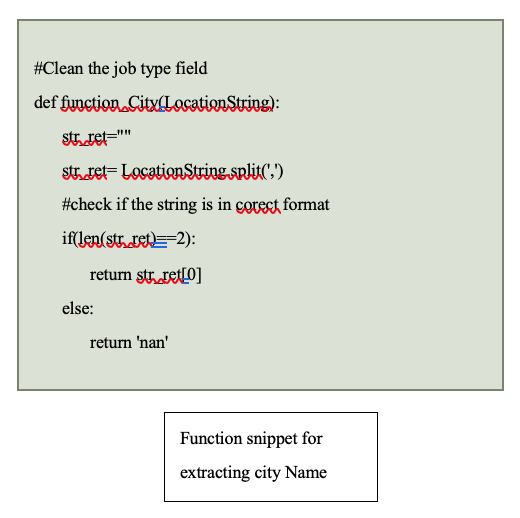 #Clean the job type field
def function_City(LocationString):
str_ret=""
str_ret= LocationString.split(',')
#check if the string is in corect format
if(len(str_ret)==2):
return str_ret[0]
else:
return 'nan'
Function snippet for
extracting city Name